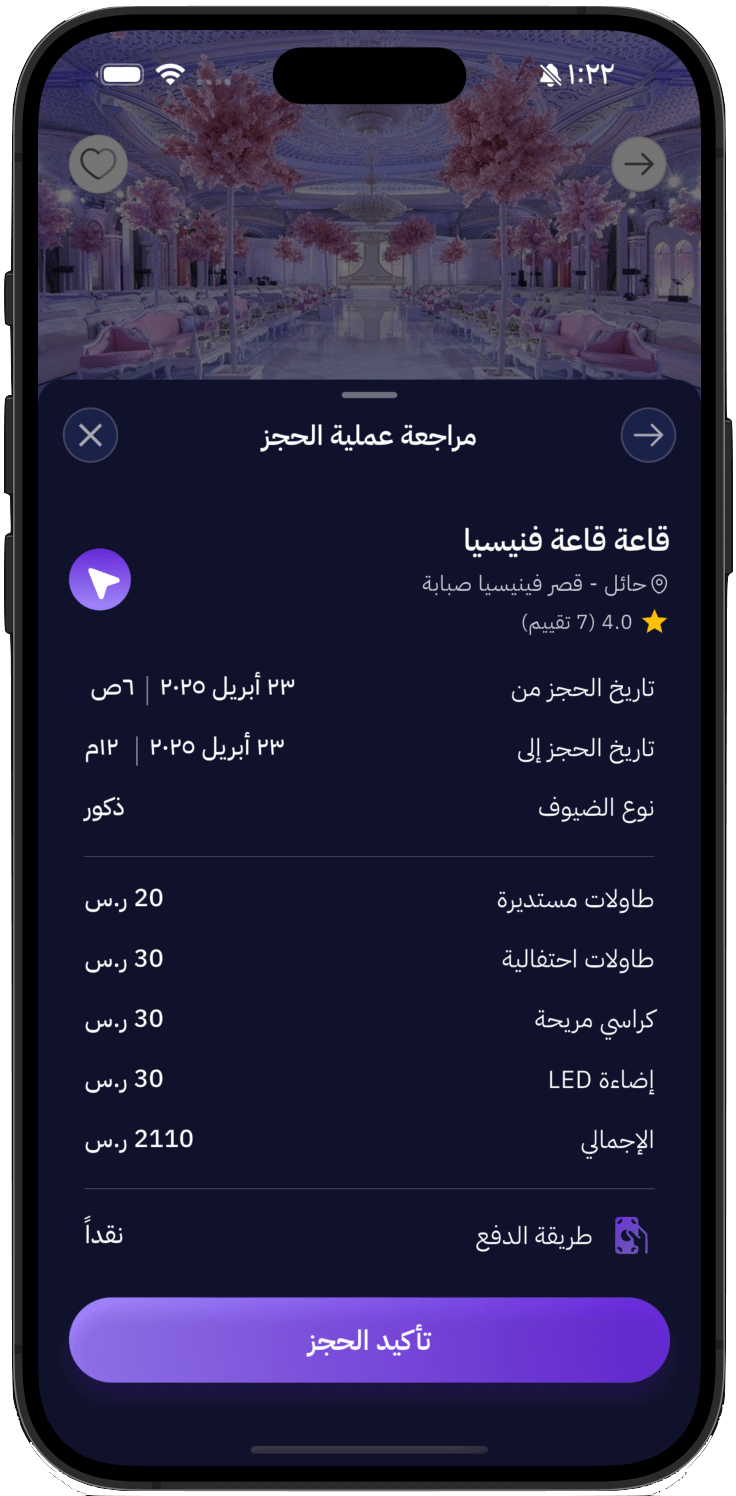 ١:٢٢
مراجعة عملية الحجز
قاعة قاعة فنيسيا
حائل - قصر فينيسيا صبابة
4.0 (7 تقييم)
تاريخ الحجز من ٢٣ أبريل ٢٠٢٥ | ٦ص
تاريخ الحجز إلى ٢٣ أبريل ٢٠٢٥ | ١٢م
نوع الضيوف ذكور
طاولات مستديرة 20 ر.س
طاولات احتفالية 30 ر.س
كراسي مريحة 30 ر.س
إضاءة LED 30 ر.س
الإجمالي 2110 ر.س
طريقة الدفع نقداً
تأكيد الحجز